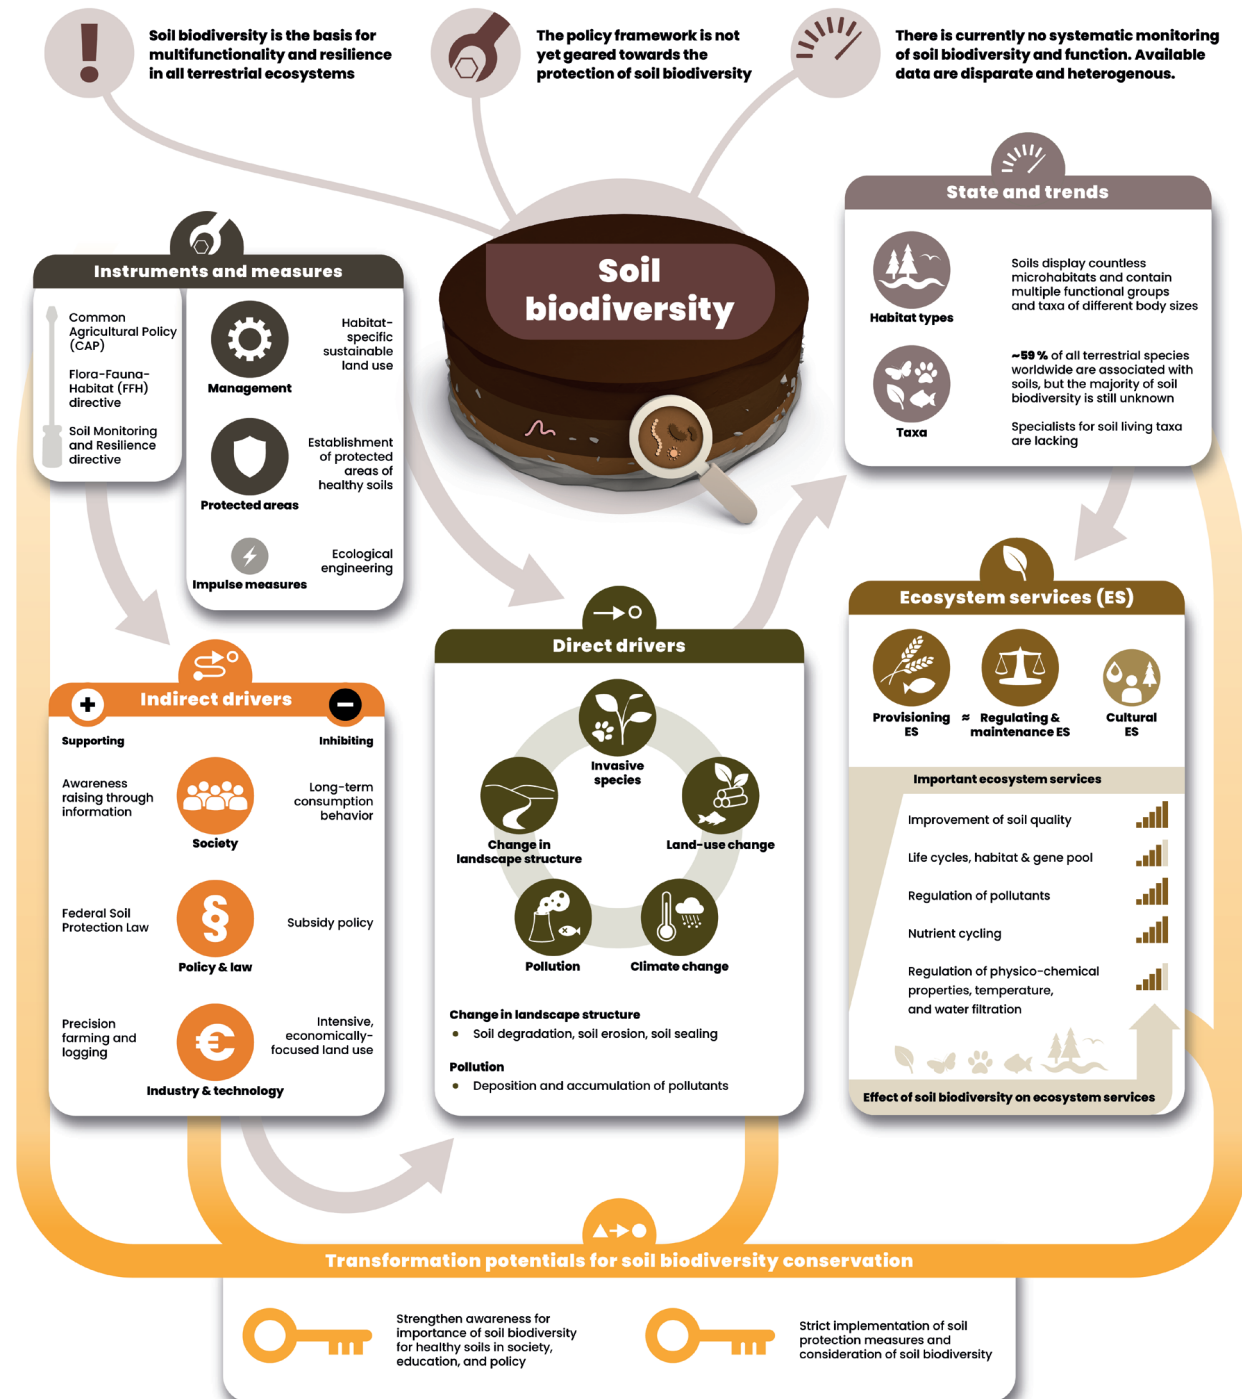 Soil biodiversity is the basis for
multifunctionality and resilience
in all terrestrial ecosystems
The policy framework is not
yet geared towards the
protection of soil biodiversity
There is currently no systematic monitoring
of soil biodiversity and function. Available
data are disparate and heterogenous.
Soil
biodiversity
Instruments and measures
Common
Agricultural Policy
(CAP)
Flora-Fauna-
Habitat (FFH)
directive
Soil Monitoring
and Resilience
directive
Management
Habitat-
specific
sustainable
land use
Protected areas
Establishment
of protected
areas of
healthy soils
Impulse measures
Ecological
engineering
State and trends
Habitat types
Soils display countless
microhabitats and contain
multiple functional groups
and taxa of different body sizes
Taxa
~59 % of all terrestrial species
worldwide are associated with
soils, but the majority of soil
biodiversity is still unknown
Specialists for soil living taxa
are lacking
Indirect drivers
+
−
Supporting
Inhibiting
Awareness
raising through
information
Society
Long-term
consumption
behavior
Federal Soil
Protection Law
§
Policy & law
Subsidy policy
Precision
farming and
logging
€
Industry & technology
Intensive,
economically-
focused land use
Direct drivers
Invasive
species
Change in
landscape structure
Land-use change
Pollution
Climate change
Change in landscape structure
• Soil degradation, soil erosion, soil sealing
Pollution
• Deposition and accumulation of pollutants
Ecosystem services (ES)
Provisioning
ES
≈
Regulating &
maintenance ES
Cultural
ES
Important ecosystem services
Improvement of soil quality
Life cycles, habitat & gene pool
Regulation of pollutants
Nutrient cycling
Regulation of physico-chemical
properties, temperature,
and water filtration
Effect of soil biodiversity on ecosystem services
Transformation potentials for soil biodiversity conservation
Strengthen awareness for
importance of soil biodiversity
for healthy soils in society,
education, and policy
Strict implementation of soil
protection measures and
consideration of soil biodiversity